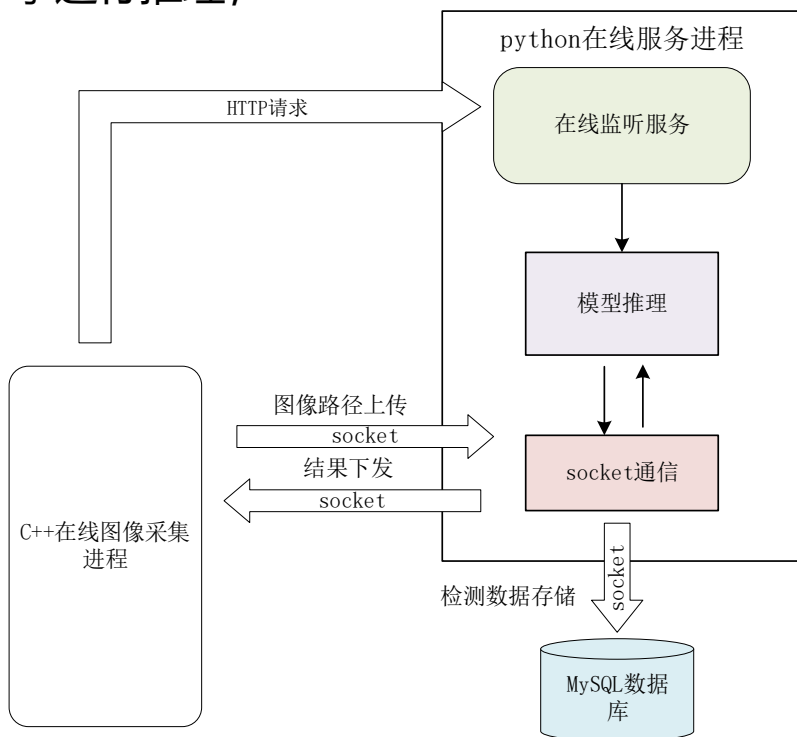 python在线服务进程
HTTP请求
在线监听服务
模型推理
图像路径上传
socket
结果下发
socket
socket通信
C++在线图像采集
进程
socket
检测数据存储
MySQL数据
库